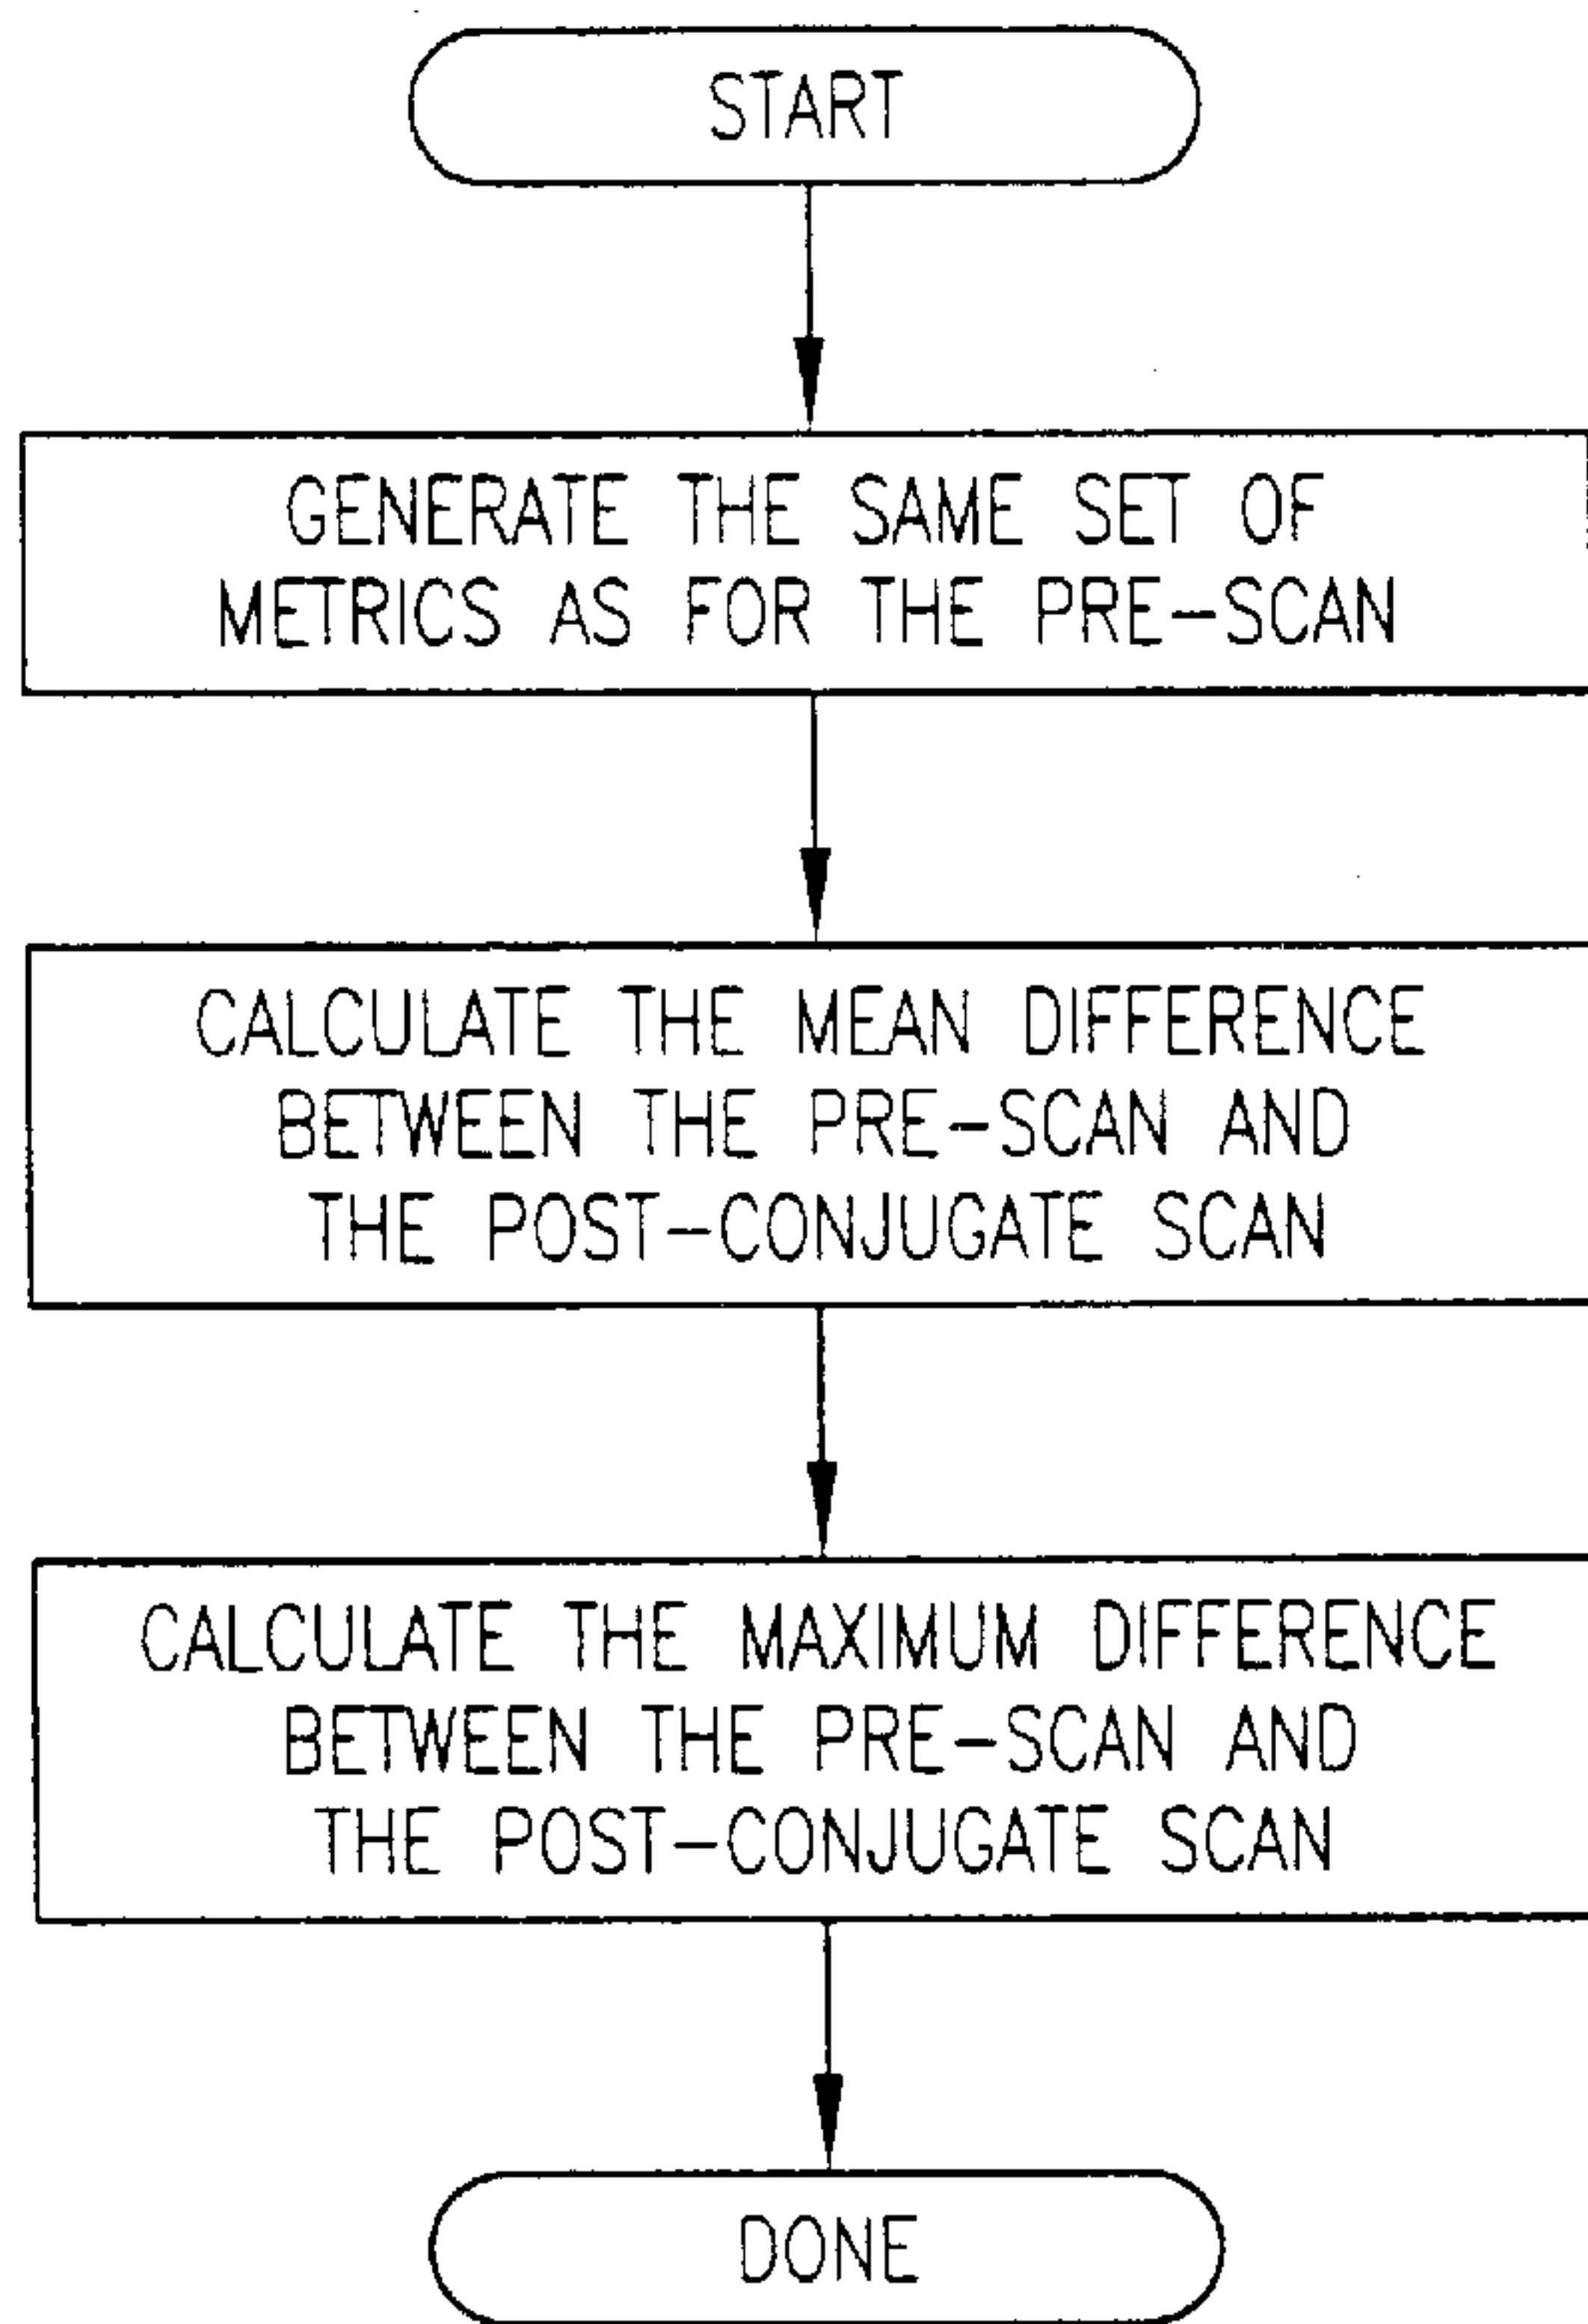 START
GENERATE THE SAME SET OF
METRICS AS FOR THE PRE-SCAN
CALCULATE THE MEAN DIFFERENCE
BETWEEN THE PRE-SCAN AND
THE POST-CONJUGATE SCAN
CALCULATE THE MAXIMUM DIFFERENCE
BETWEEN THE PRE-SCAN AND
THE POST-CONJUGATE SCAN
DONE